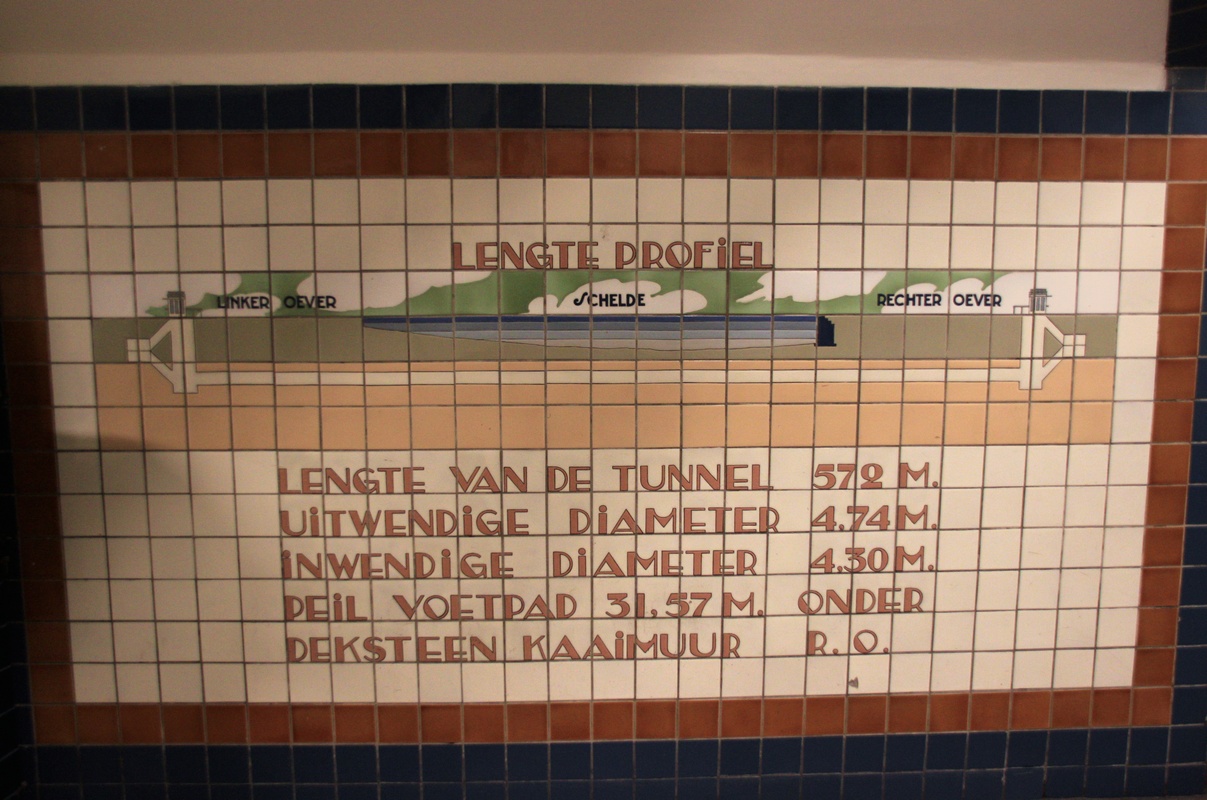 LENGTE PROFiEL
LINKER OEVER SCHELDE RECHTER OEVER
LENGTE VAN DE TUNNEL 572 M.
UiTWENDiGE DiAMETER 4.74 M.
iNWENDiGE DiAMETER 4.30 M.
PEiL VOETPAD 31,57 M. ONDER
DEKSTEEN KAAiMUUR R. O.